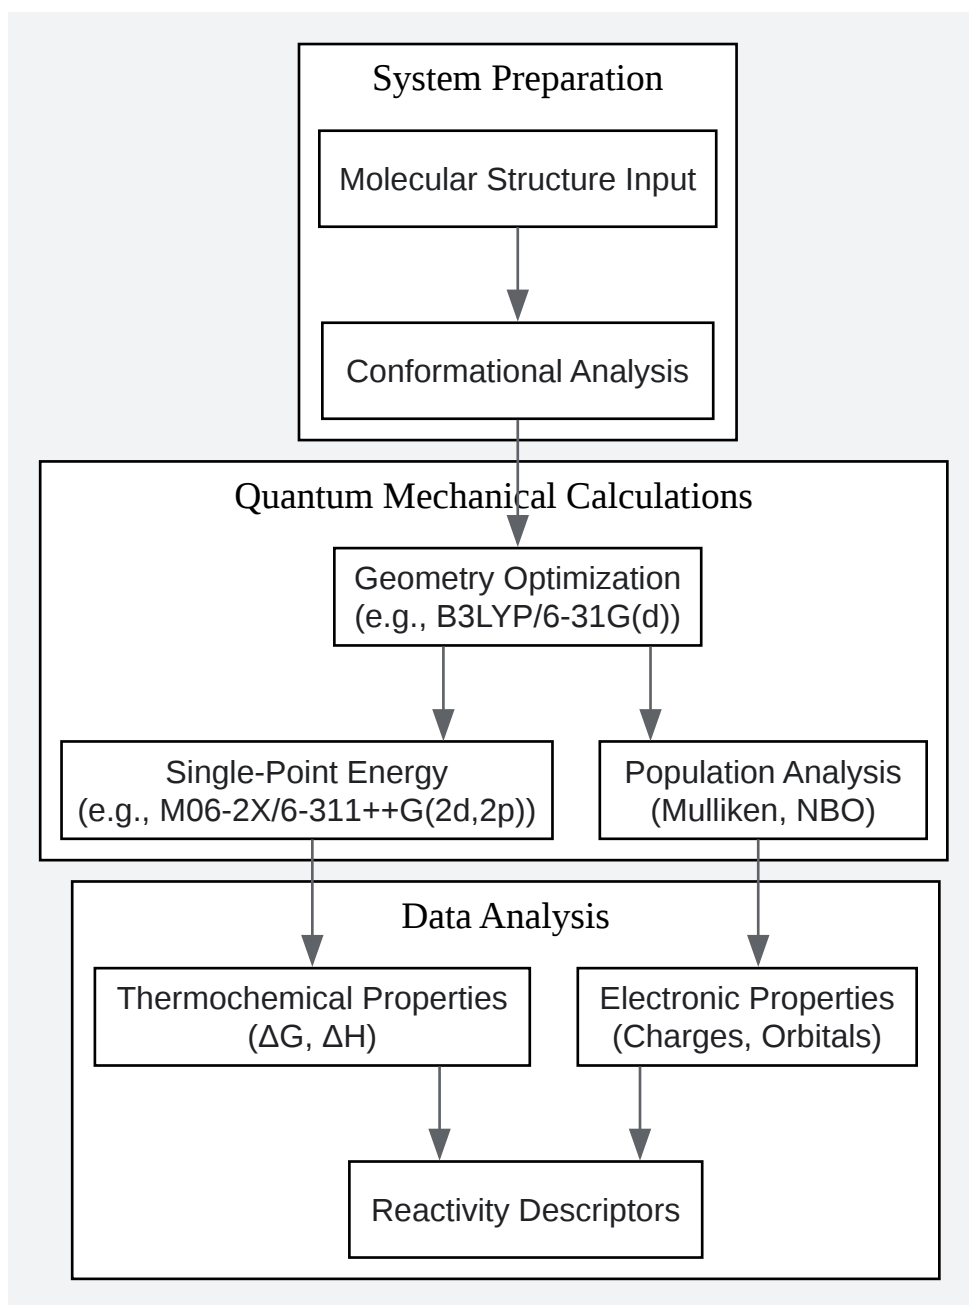 System Preparation
Molecular Structure Input
Conformational Analysis
Quantum Mechanical Calculations
Geometry Optimization
(e.g., B3LYP/6-31G(d))
Single-Point Energy
(e.g., M06-2X/6-311++G(2d,2p))
Population Analysis
(Mulliken, NBO)
Data Analysis
Thermochemical Properties
(ΔG, ΔH)
Electronic Properties
(Charges, Orbitals)
Reactivity Descriptors